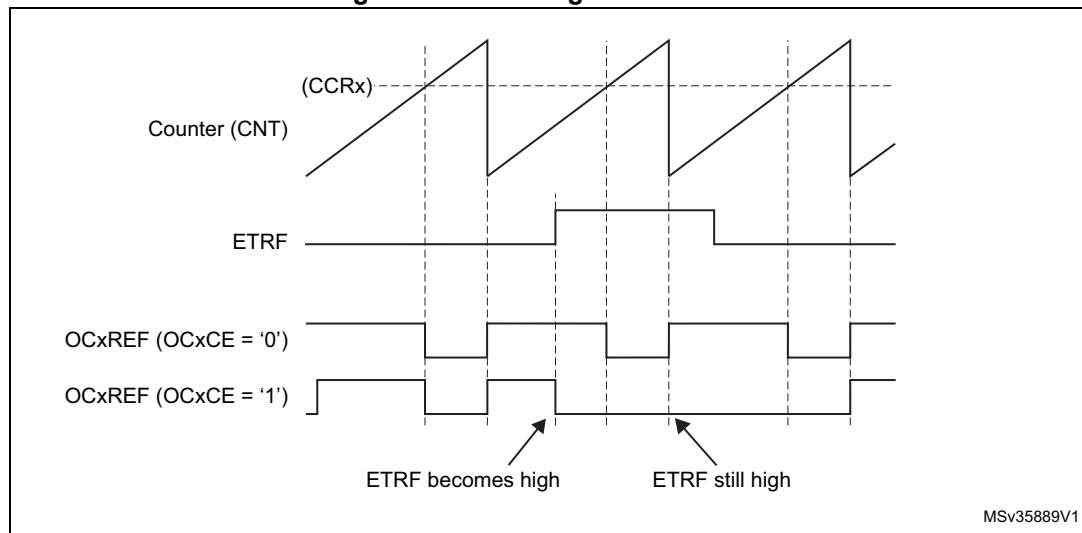 (CCRx)
Counter (CNT)
ETRF
OCxREF (OCxCE = ‘0’)
OCxREF (OCxCE = ‘1’)
ETRF becomes high
ETRF still high
MSv35889V1